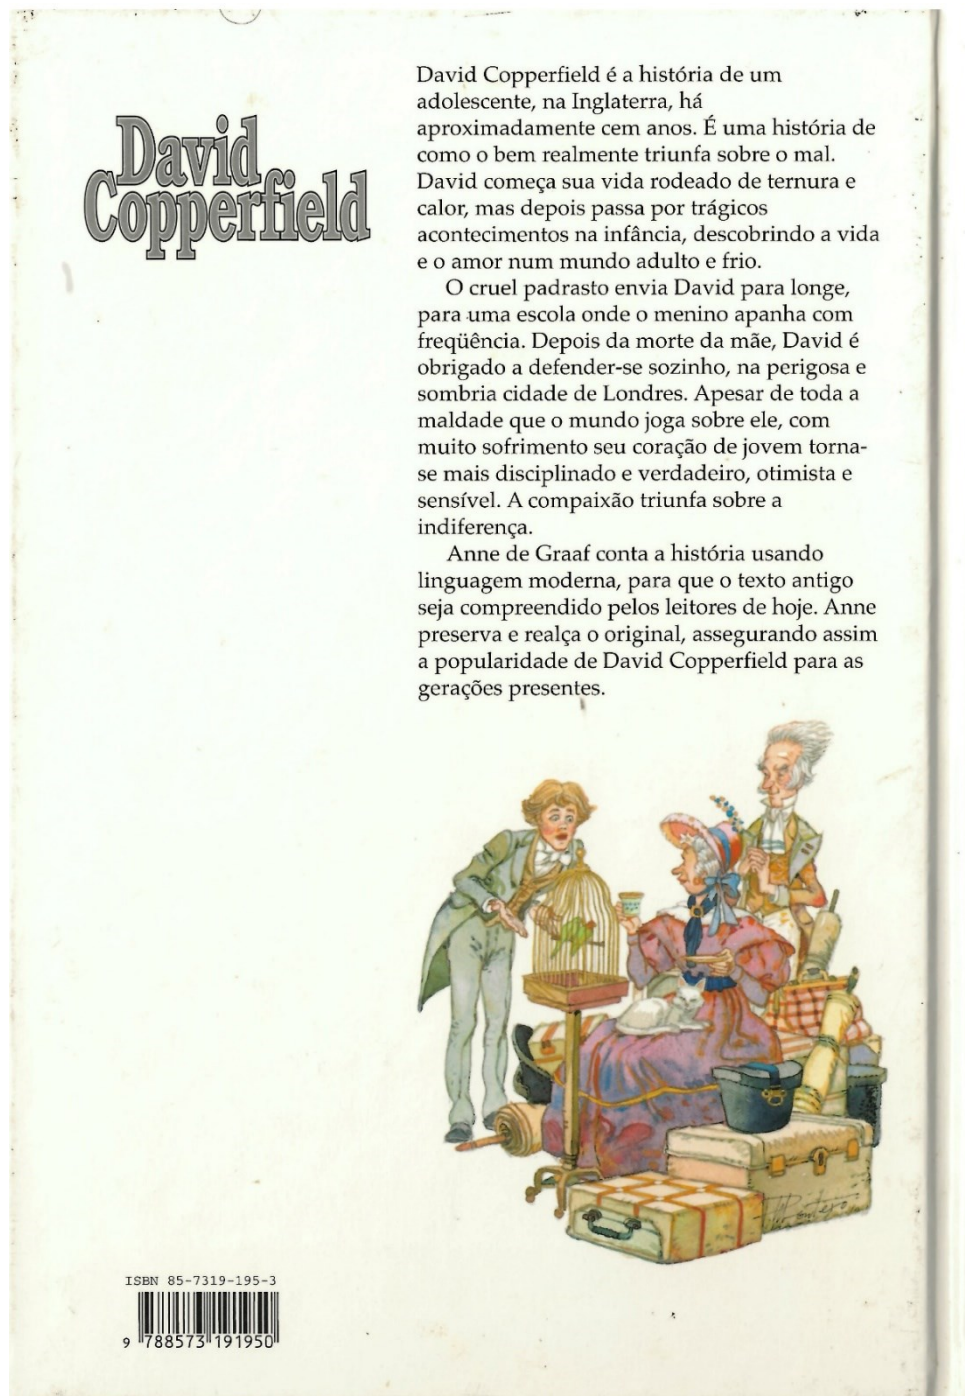 David
Copperfield
David Copperfield é a história de um
adolescente, na Inglaterra, há
aproximadamente cem anos. É uma história de
como o bem realmente triunfa sobre o mal.
David começa sua vida rodeado de ternura e
calor, mas depois passa por trágicos
acontecimentos na infância, descobrindo a vida
e o amor num mundo adulto e frio.
O cruel padrasto envia David para longe,
para uma escola onde o menino apanha com
freqüência. Depois da morte da mãe, David é
obrigado a defender-se sozinho, na perigosa e
sombria cidade de Londres. Apesar de toda a
maldade que o mundo joga sobre ele, com
muito sofrimento seu coração de jovem torna-
se mais disciplinado e verdadeiro, otimista e
sensível. A compaixão triunfa sobre a
indiferença.
Anne de Graaf conta a história usando
linguagem moderna, para que o texto antigo
seja compreendido pelos leitores de hoje. Anne
preserva e realça o original, assegurando assim
a popularidade de David Copperfield para as
gerações presentes.
ISBN 85-7319-195-3
9 788573 191950